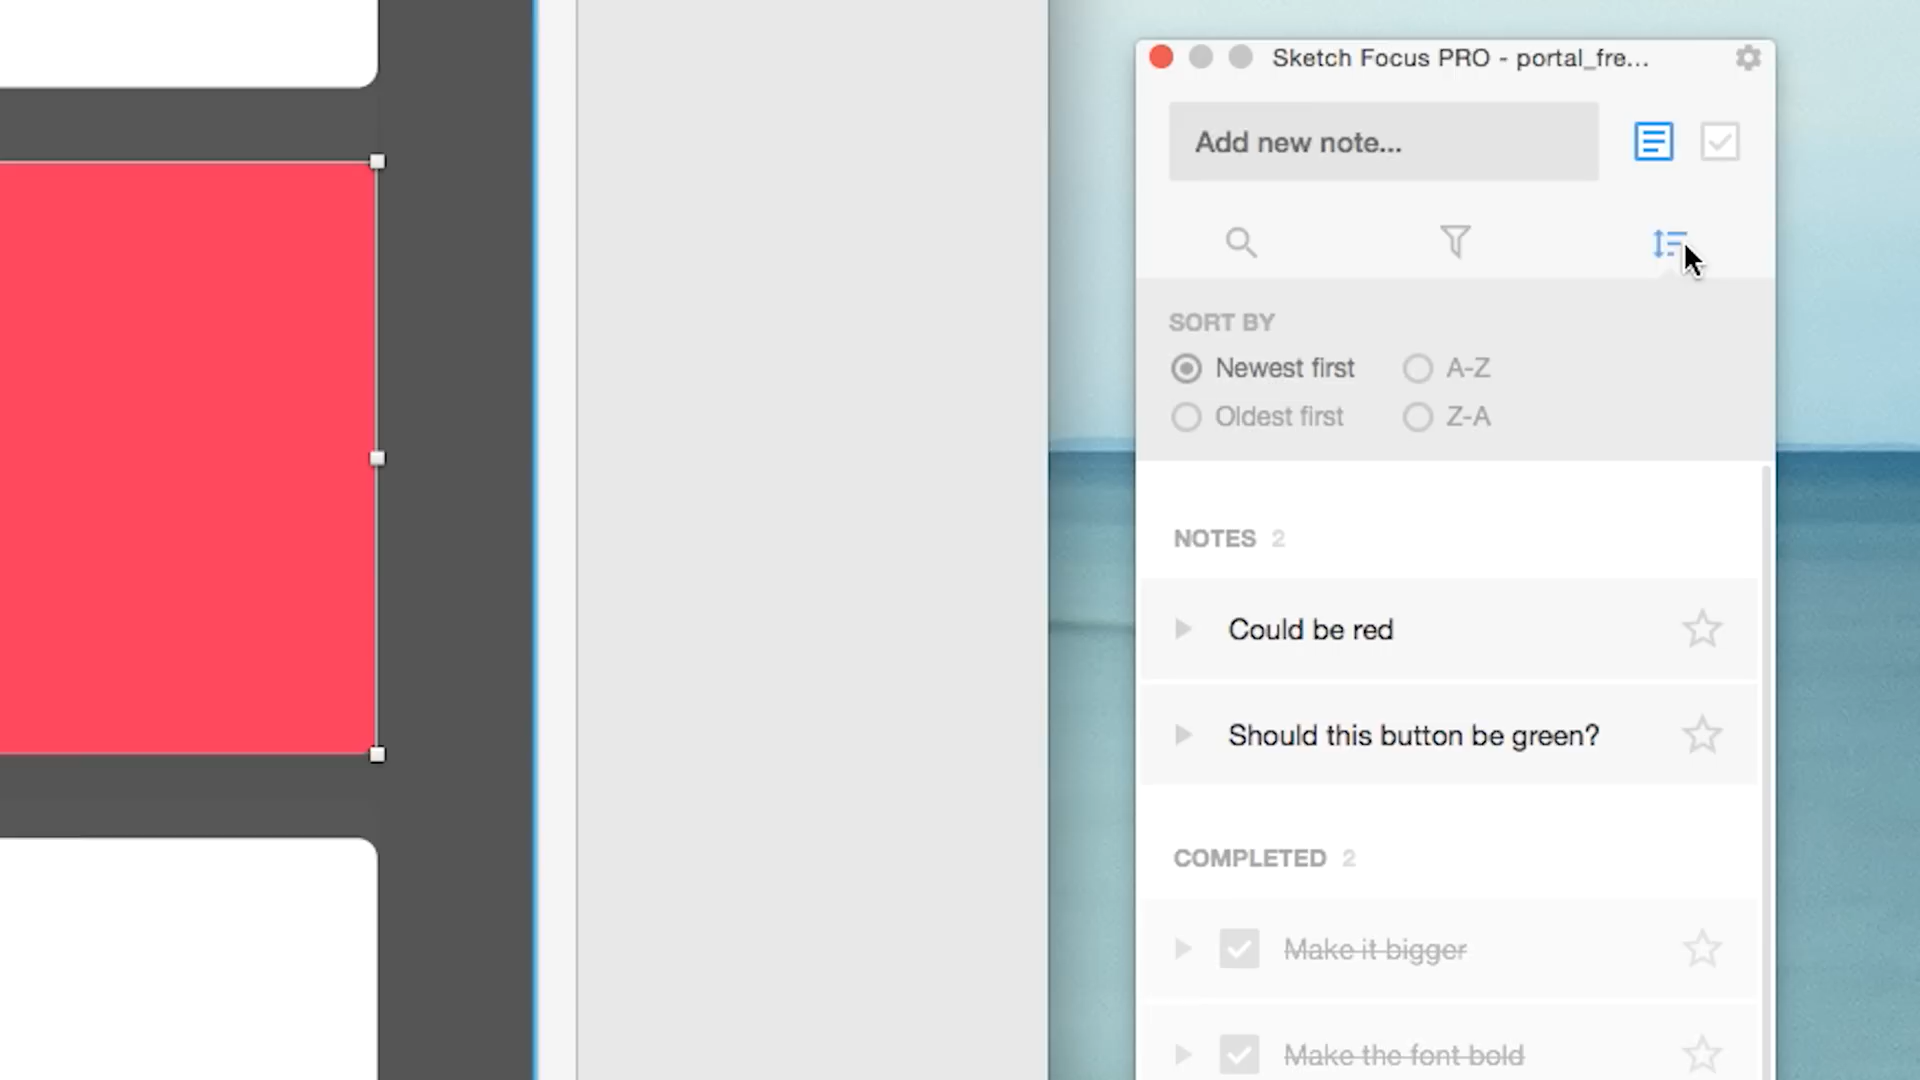 Sketch Focus PRO - portal_fre...
Add new note...
SORT BY
Newest first
A-Z
Oldest first
Z-A
NOTES 2
Could be red
Should this button be green?
COMPLETED 2
Make it bigger
Make the font bold